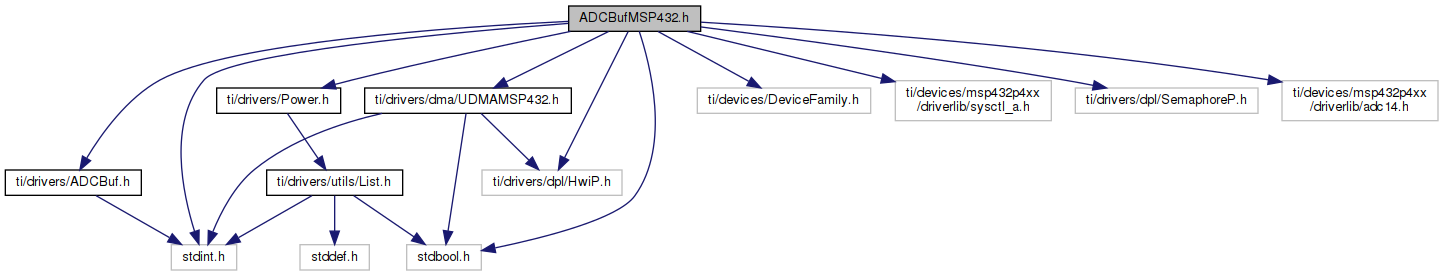 ADCBufMSP432.h
ti/drivers/Power.h
ti/drivers/dma/UDMAMSP432.h
ti/devices/DeviceFamily.h
ti/devices/msp432p4xx
/driverlib/sysctl_a.h
ti/drivers/dpl/SemaphoreP.h
ti/devices/msp432p4xx
/driverlib/adc14.h
ti/drivers/ADCBuf.h
ti/drivers/utils/List.h
ti/drivers/dpl/HwiP.h
stdint.h
stddef.h
stdbool.h